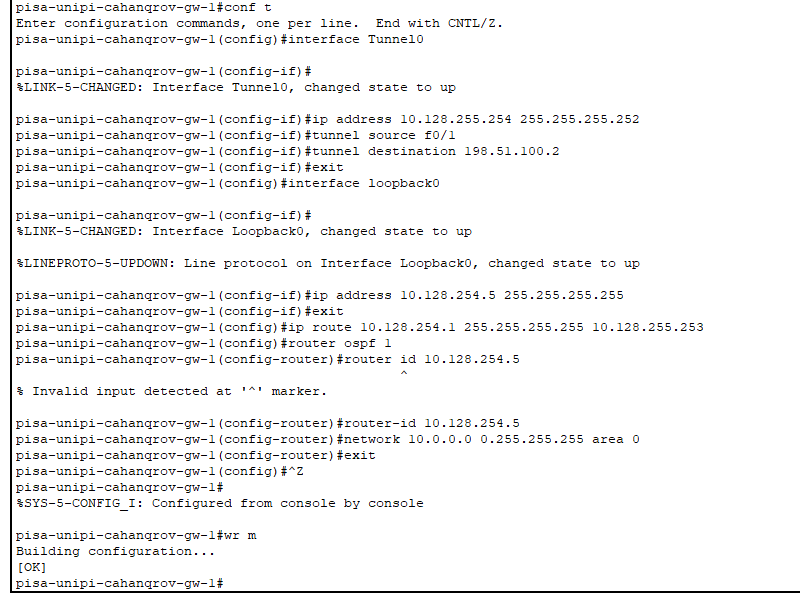 pisa-unipi-cahanqrov-gw-1#conf t
Enter configuration commands, one per line.  End with CNTL/Z.
pisa-unipi-cahanqrov-gw-1(config)#interface Tunnel0
pisa-unipi-cahanqrov-gw-1(config-if)#
%LINK-5-CHANGED: Interface Tunnel0, changed state to up
pisa-unipi-cahanqrov-gw-1(config-if)#ip address 10.128.255.254 255.255.255.252
pisa-unipi-cahanqrov-gw-1(config-if)#tunnel source f0/1
pisa-unipi-cahanqrov-gw-1(config-if)#tunnel destination 198.51.100.2
pisa-unipi-cahanqrov-gw-1(config-if)#exit
pisa-unipi-cahanqrov-gw-1(config)#interface loopback0
pisa-unipi-cahanqrov-gw-1(config-if)#
%LINK-5-CHANGED: Interface Loopback0, changed state to up
%LINEPROTO-5-UPDOWN: Line protocol on Interface Loopback0, changed state to up
pisa-unipi-cahanqrov-gw-1(config-if)#ip address 10.128.254.5 255.255.255.255
pisa-unipi-cahanqrov-gw-1(config-if)#exit
pisa-unipi-cahanqrov-gw-1(config)#ip route 10.128.254.1 255.255.255.255 10.128.255.253
pisa-unipi-cahanqrov-gw-1(config)#router ospf 1
pisa-unipi-cahanqrov-gw-1(config-router)#router id 10.128.254.5
^
% Invalid input detected at '^' marker.
pisa-unipi-cahanqrov-gw-1(config-router)#router-id 10.128.254.5
pisa-unipi-cahanqrov-gw-1(config-router)#network 10.0.0.0 0.255.255.255 area 0
pisa-unipi-cahanqrov-gw-1(config-router)#exit
pisa-unipi-cahanqrov-gw-1(config)#^Z
pisa-unipi-cahanqrov-gw-1#
%SYS-5-CONFIG_I: Configured from console by console
pisa-unipi-cahanqrov-gw-1#wr m
Building configuration...
[OK]
pisa-unipi-cahanqrov-gw-1#